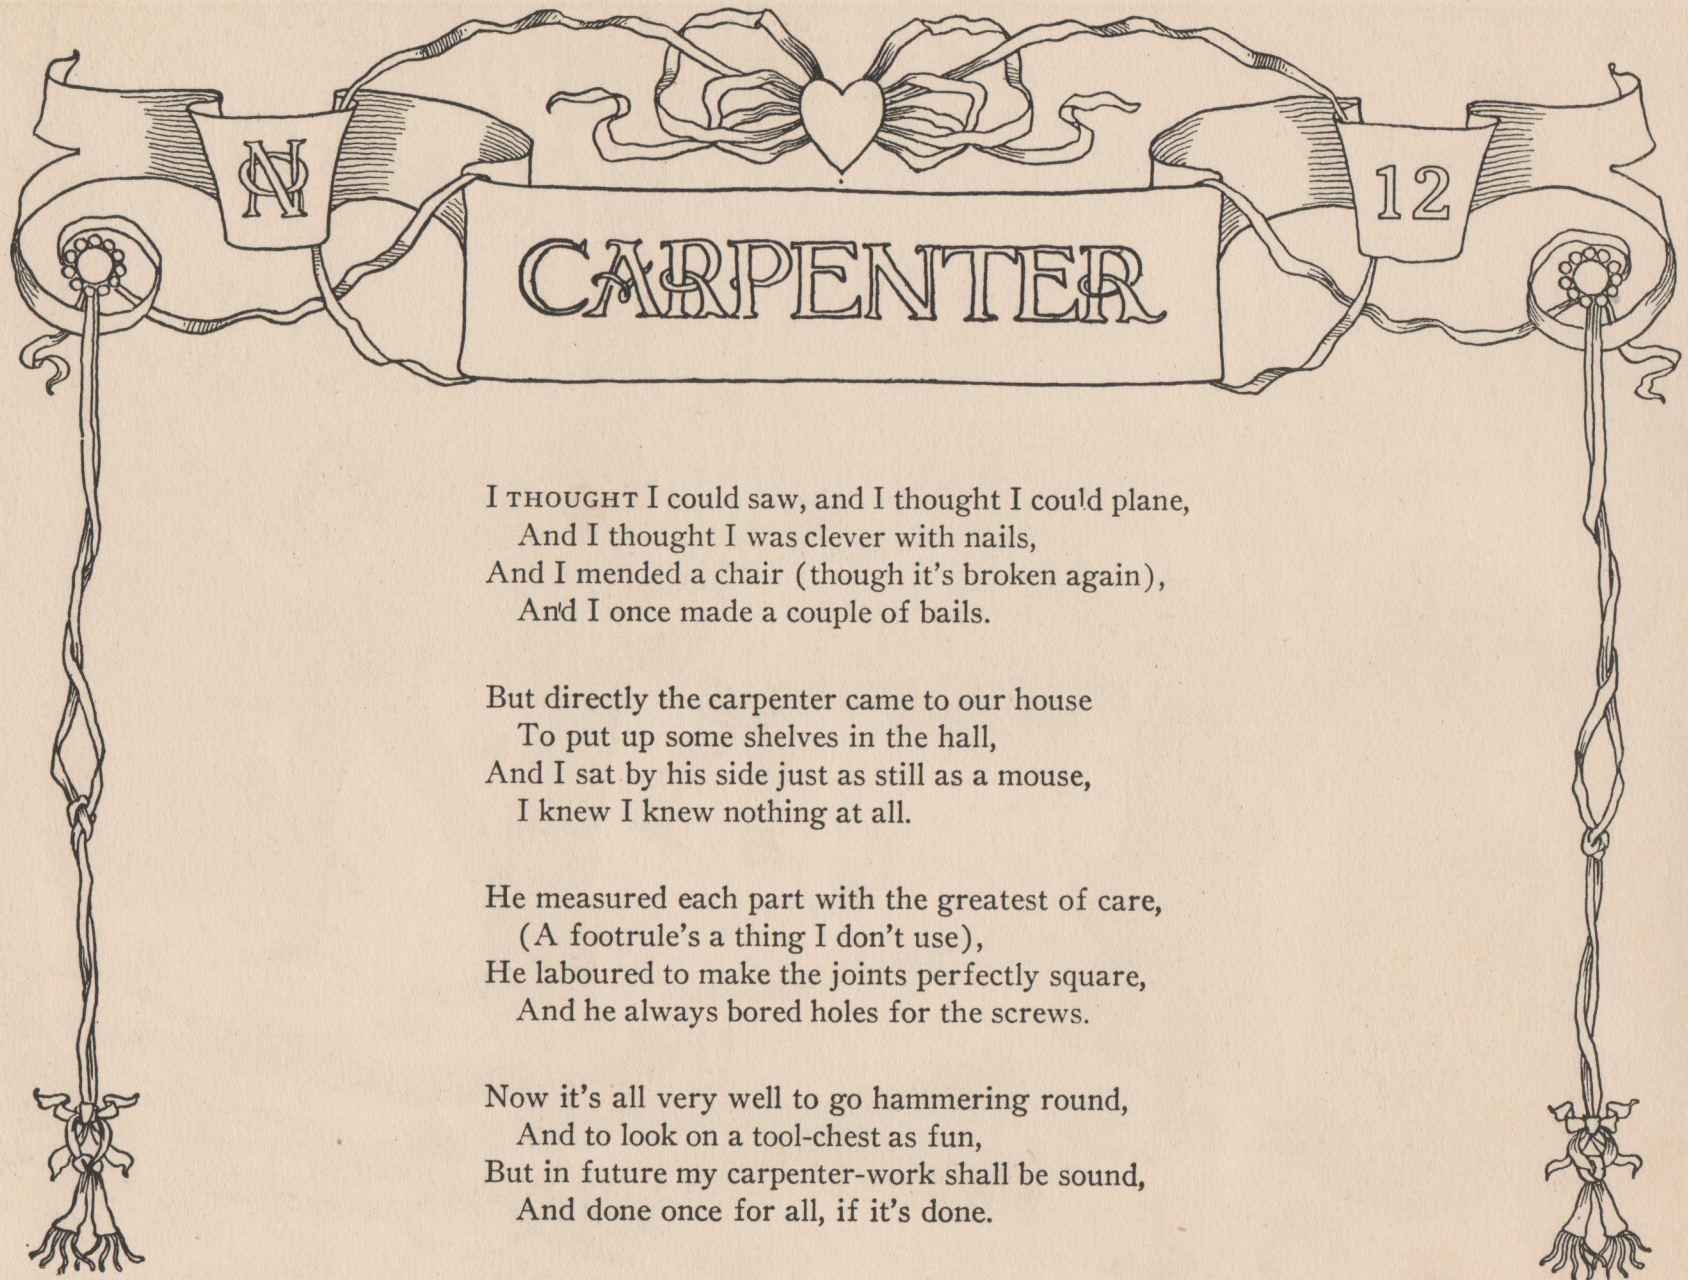 NO
12
CARPENTER
I THOUGHT I could saw, and I thought I could plane,
And I thought I was clever with nails,
And I mended a chair (though it's broken again),
And I once made a couple of bails.
But directly the carpenter came to our house
To put up some shelves in the hall,
And I sat by his side just as still as a mouse,
I knew I knew nothing at all.
He measured each part with the greatest of care,
(A footrule's a thing I don't use),
He laboured to make the joints perfectly square,
And he always bored holes for the screws.
Now it's all very well to go hammering round,
And to look on a tool-chest as fun,
But in future my carpenter-work shall be sound,
And done once for all, if it's done.